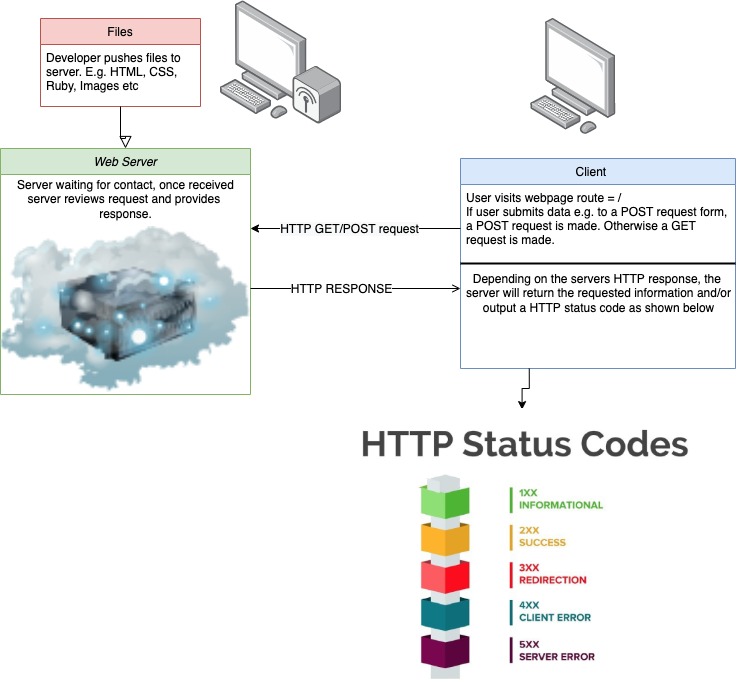 Files
Developer pushes files to
server. E.g. HTML, CSS,
Ruby, Images etc
Web Server
Server waiting for contact, once received
server reviews request and provides
response.
Client
User visits webpage route = /
If user submits data e.g. to a POST request form,
a POST request is made. Otherwise a GET
request is made.
HTTP GET/POST request
HTTP RESPONSE
Depending on the servers HTTP response, the
server will return the requested information and/or
output a HTTP status code as shown below
HTTP Status Codes
1XX
INFORMATIONAL
2XX
SUCCESS
3XX
REDIRECTION
4XX
CLIENT ERROR
5XX
SERVER ERROR